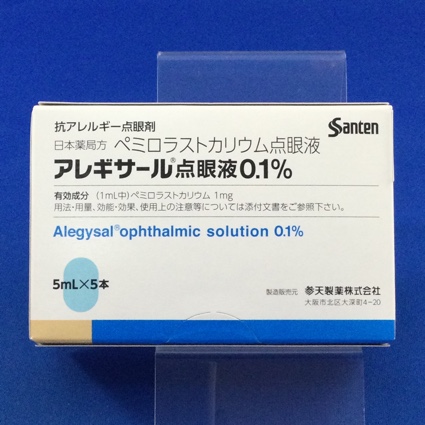 抗アレルギー点眼剤
Santen
日本薬局方 ペミロラストカリウム点眼液
アレギサール®点眼液0.1%
有効成分 (1mL中)ペミロラストカリウム 1mg
用法・用量、効能・効果、使用上の注意等については添付文書をご参照下さい。
Alegysal®ophthalmic solution 0.1%
5mL×5本
製造販売元 参天製薬株式会社
大阪市北区大深町4-20